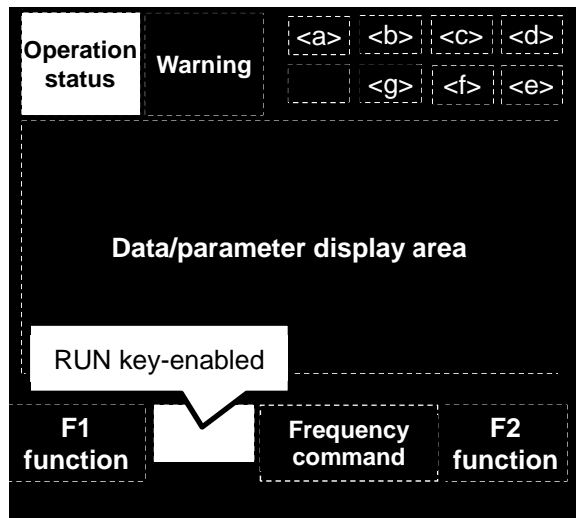 Operation
status
Warning
<a> <b> <c> <d>
<g> <f> <e>
Data/parameter display area
RUN key-enabled
F1
function
Frequency
command
F2
function